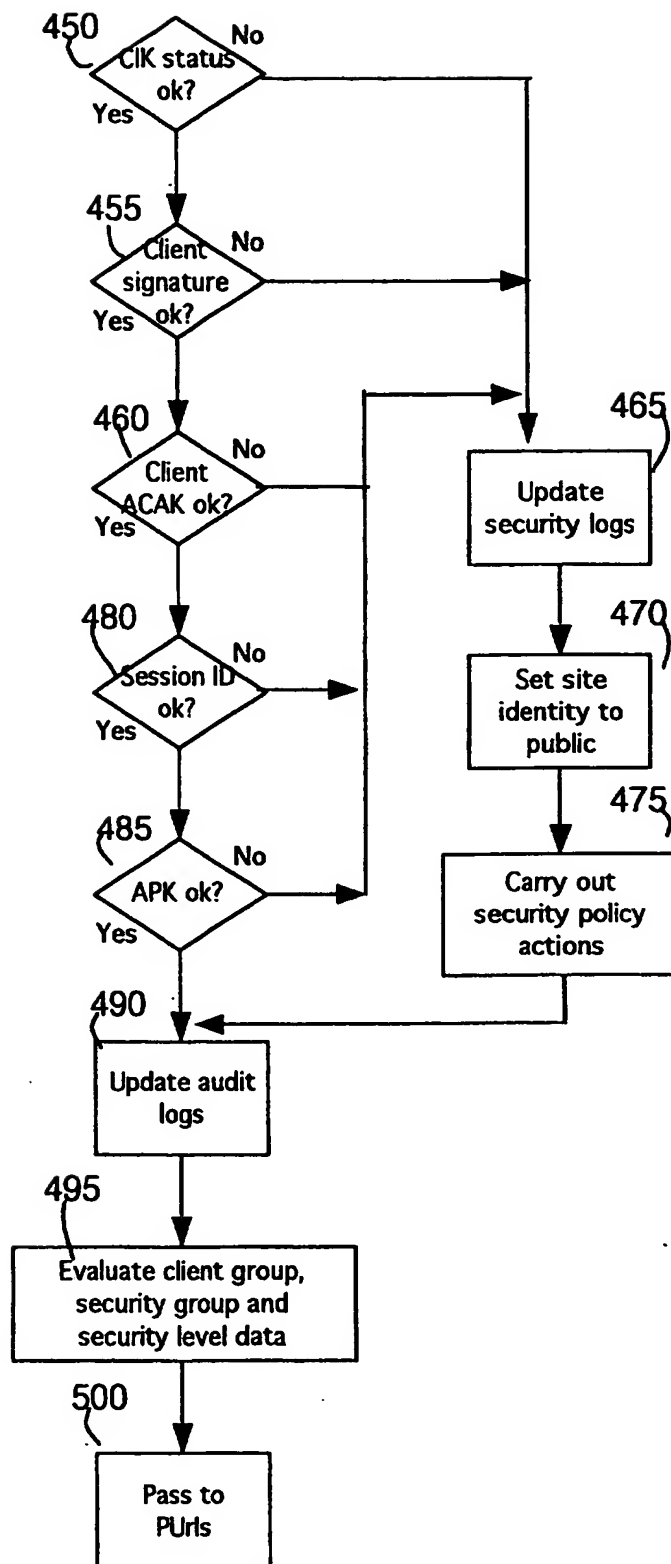 450
No
CIK status
ok?
Yes
455
No
Client
signature
ok?
Yes
460
No
Client
ACAK ok?
Yes
465
Update
security logs
480
No
Session ID
ok?
Yes
470
Set site
identity to
public
485
No
APK ok?
Yes
475
Carry out
security policy
actions
490
Update audit
logs
495
Evaluate client group,
security group and
security level data
500
Pass to
PUrls